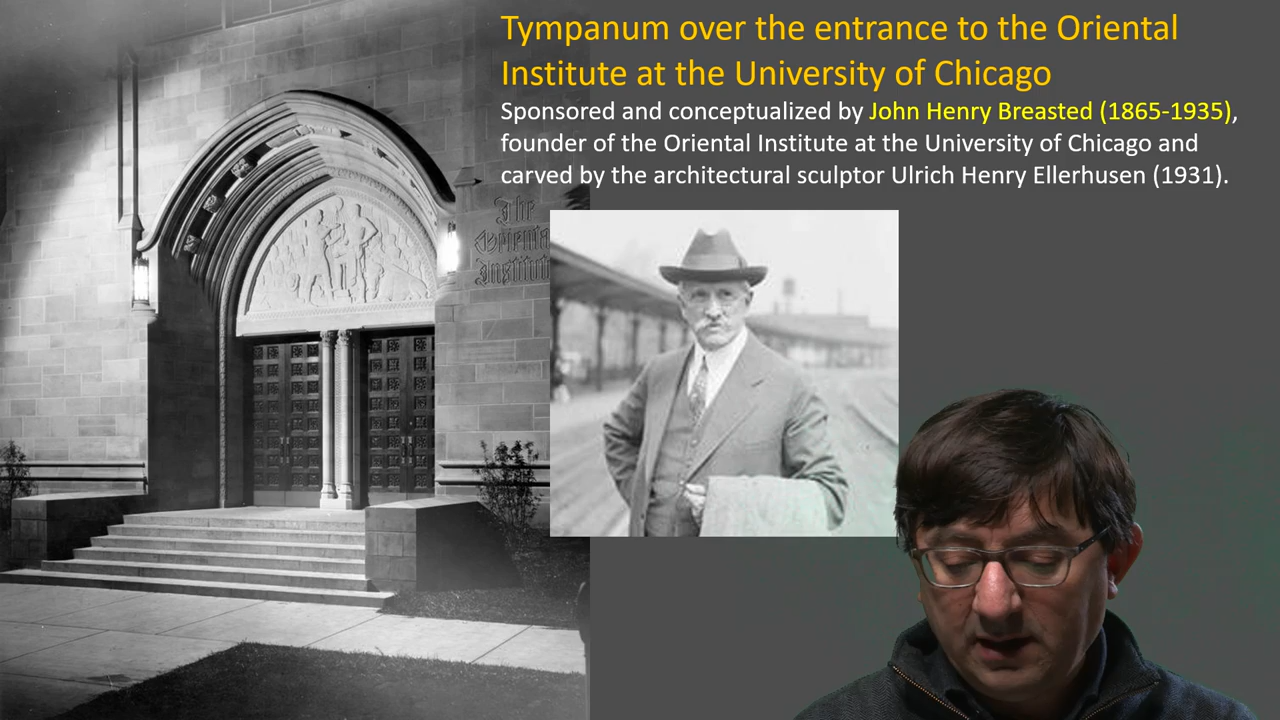 Tympanum over the entrance to the Oriental
Institute at the University of Chicago
Sponsored and conceptualized by John Henry Breasted (1865-1935),
founder of the Oriental Institute at the University of Chicago and
carved by the architectural sculptor Ulrich Henry Ellerhusen (1931).
The
Oriental
Institut